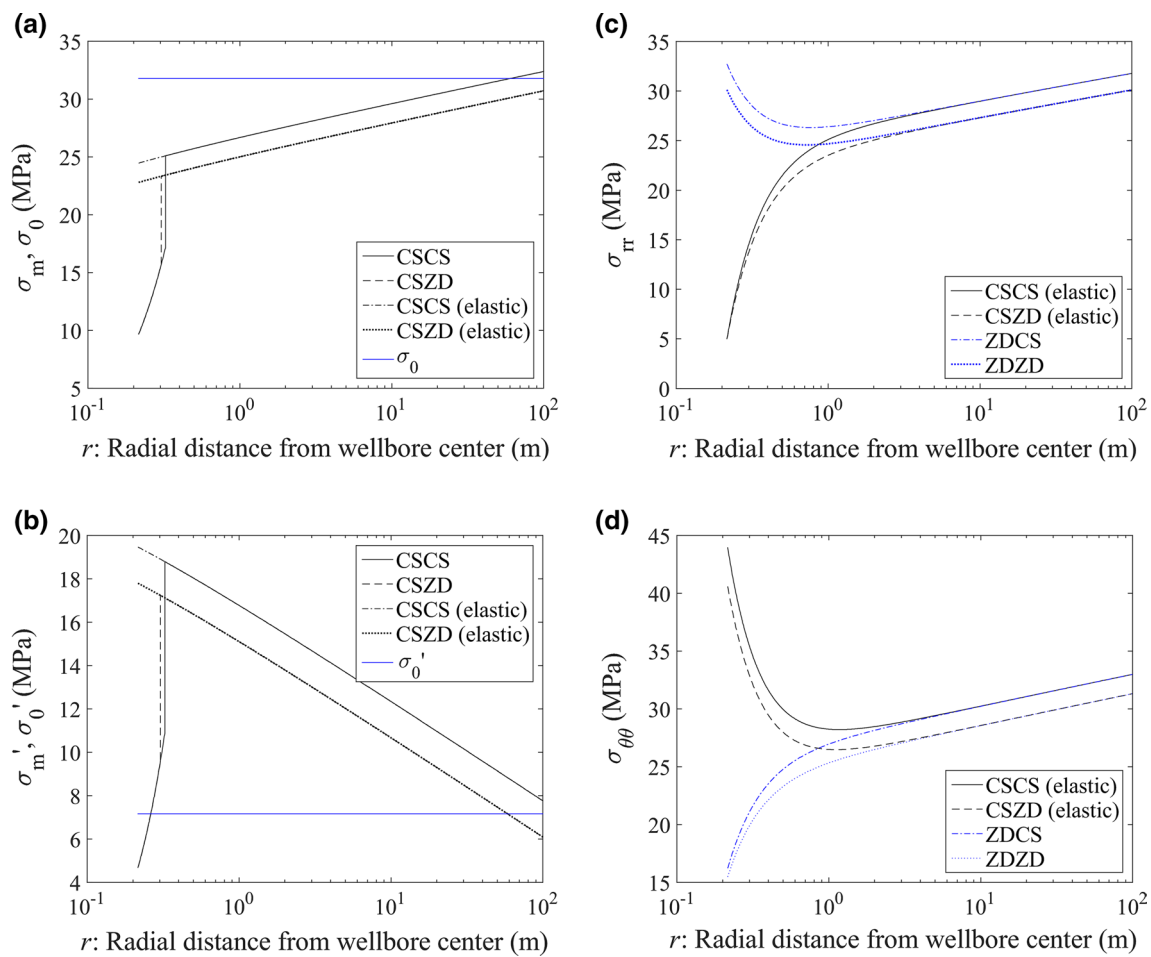 (a)
35
30
25
20
15
10
5
σm, σ0 (MPa)
CSCS
CSZD
CSCS (elastic)
CSZD (elastic)
σ0
10-1
100
101
102
r: Radial distance from wellbore center (m)
(c)
35
30
25
20
15
10
5
0
σrr (MPa)
CSCS (elastic)
CSZD (elastic)
ZDCS
ZDZD
10-1
100
101
102
r: Radial distance from wellbore center (m)
(b)
20
18
16
14
12
10
8
6
4
σm', σ0' (MPa)
CSCS
CSZD
CSCS (elastic)
CSZD (elastic)
σ0'
10-1
100
101
102
r: Radial distance from wellbore center (m)
(d)
45
40
35
30
25
20
15
σθθ (MPa)
CSCS (elastic)
CSZD (elastic)
ZDCS
ZDZD
10-1
100
101
102
r: Radial distance from wellbore center (m)